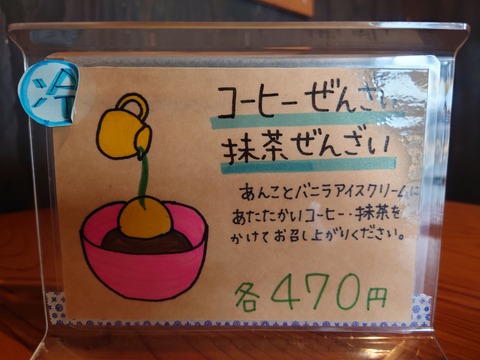 冷
コーヒーぜんざい
抹茶ぜんざい
あんことバニラアイスクリームに
あたたかいコーヒー・抹茶を
かけてお召し上がりください。
各470円